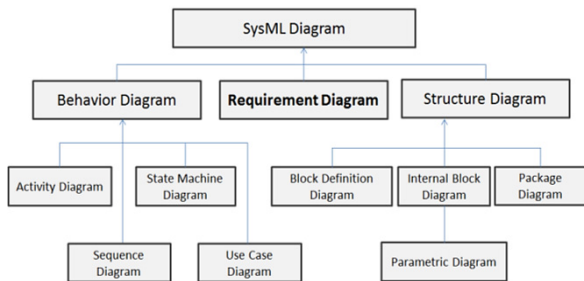 SysML Diagram
Behavior Diagram
Requirement Diagram
Structure Diagram
Activity Diagram
State Machine
Diagram
Block Definition
Diagram
Internal Block
Diagram
Package
Diagram
Sequence
Diagram
Use Case
Diagram
Parametric Diagram